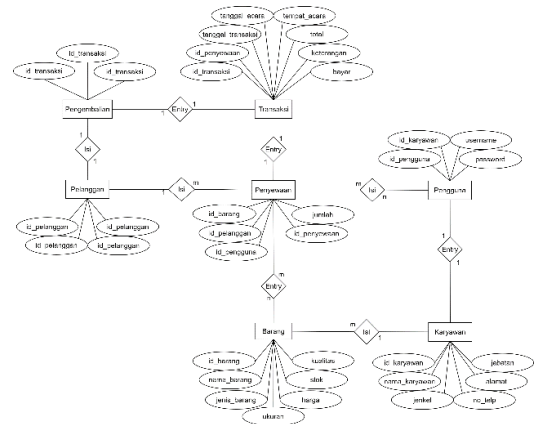 tanggal_acara
tempat_acara
id_transaksi
tanggal_transaksi
total
id_transaksi
id_transaksi
id_penyewaan
keterangan
id_transaksi
bayar
Pengembalian
1
Entry
1
Transaksi
1
Isi
1
1
Entry
1
id_karyawan
username
id_pengguna
password
Pelanggan
1
Isi
m
Penyewaan
m
Isi
n
Pengguna
id_pelanggan
id_pelanggan
id_pelanggan
id_pelanggan
id_barang
jumlah
id_pelanggan
id_penyewaan
id_pengguna
1
Entry
1
m
Entry
n
Barang
m
Isi
1
Karyawan
id_barang
kualitas
nama_barang
stok
jenis_barang
harga
ukuran
id_karyawan
jabatan
nama_karyawan
alamat
jenkel
no_telp